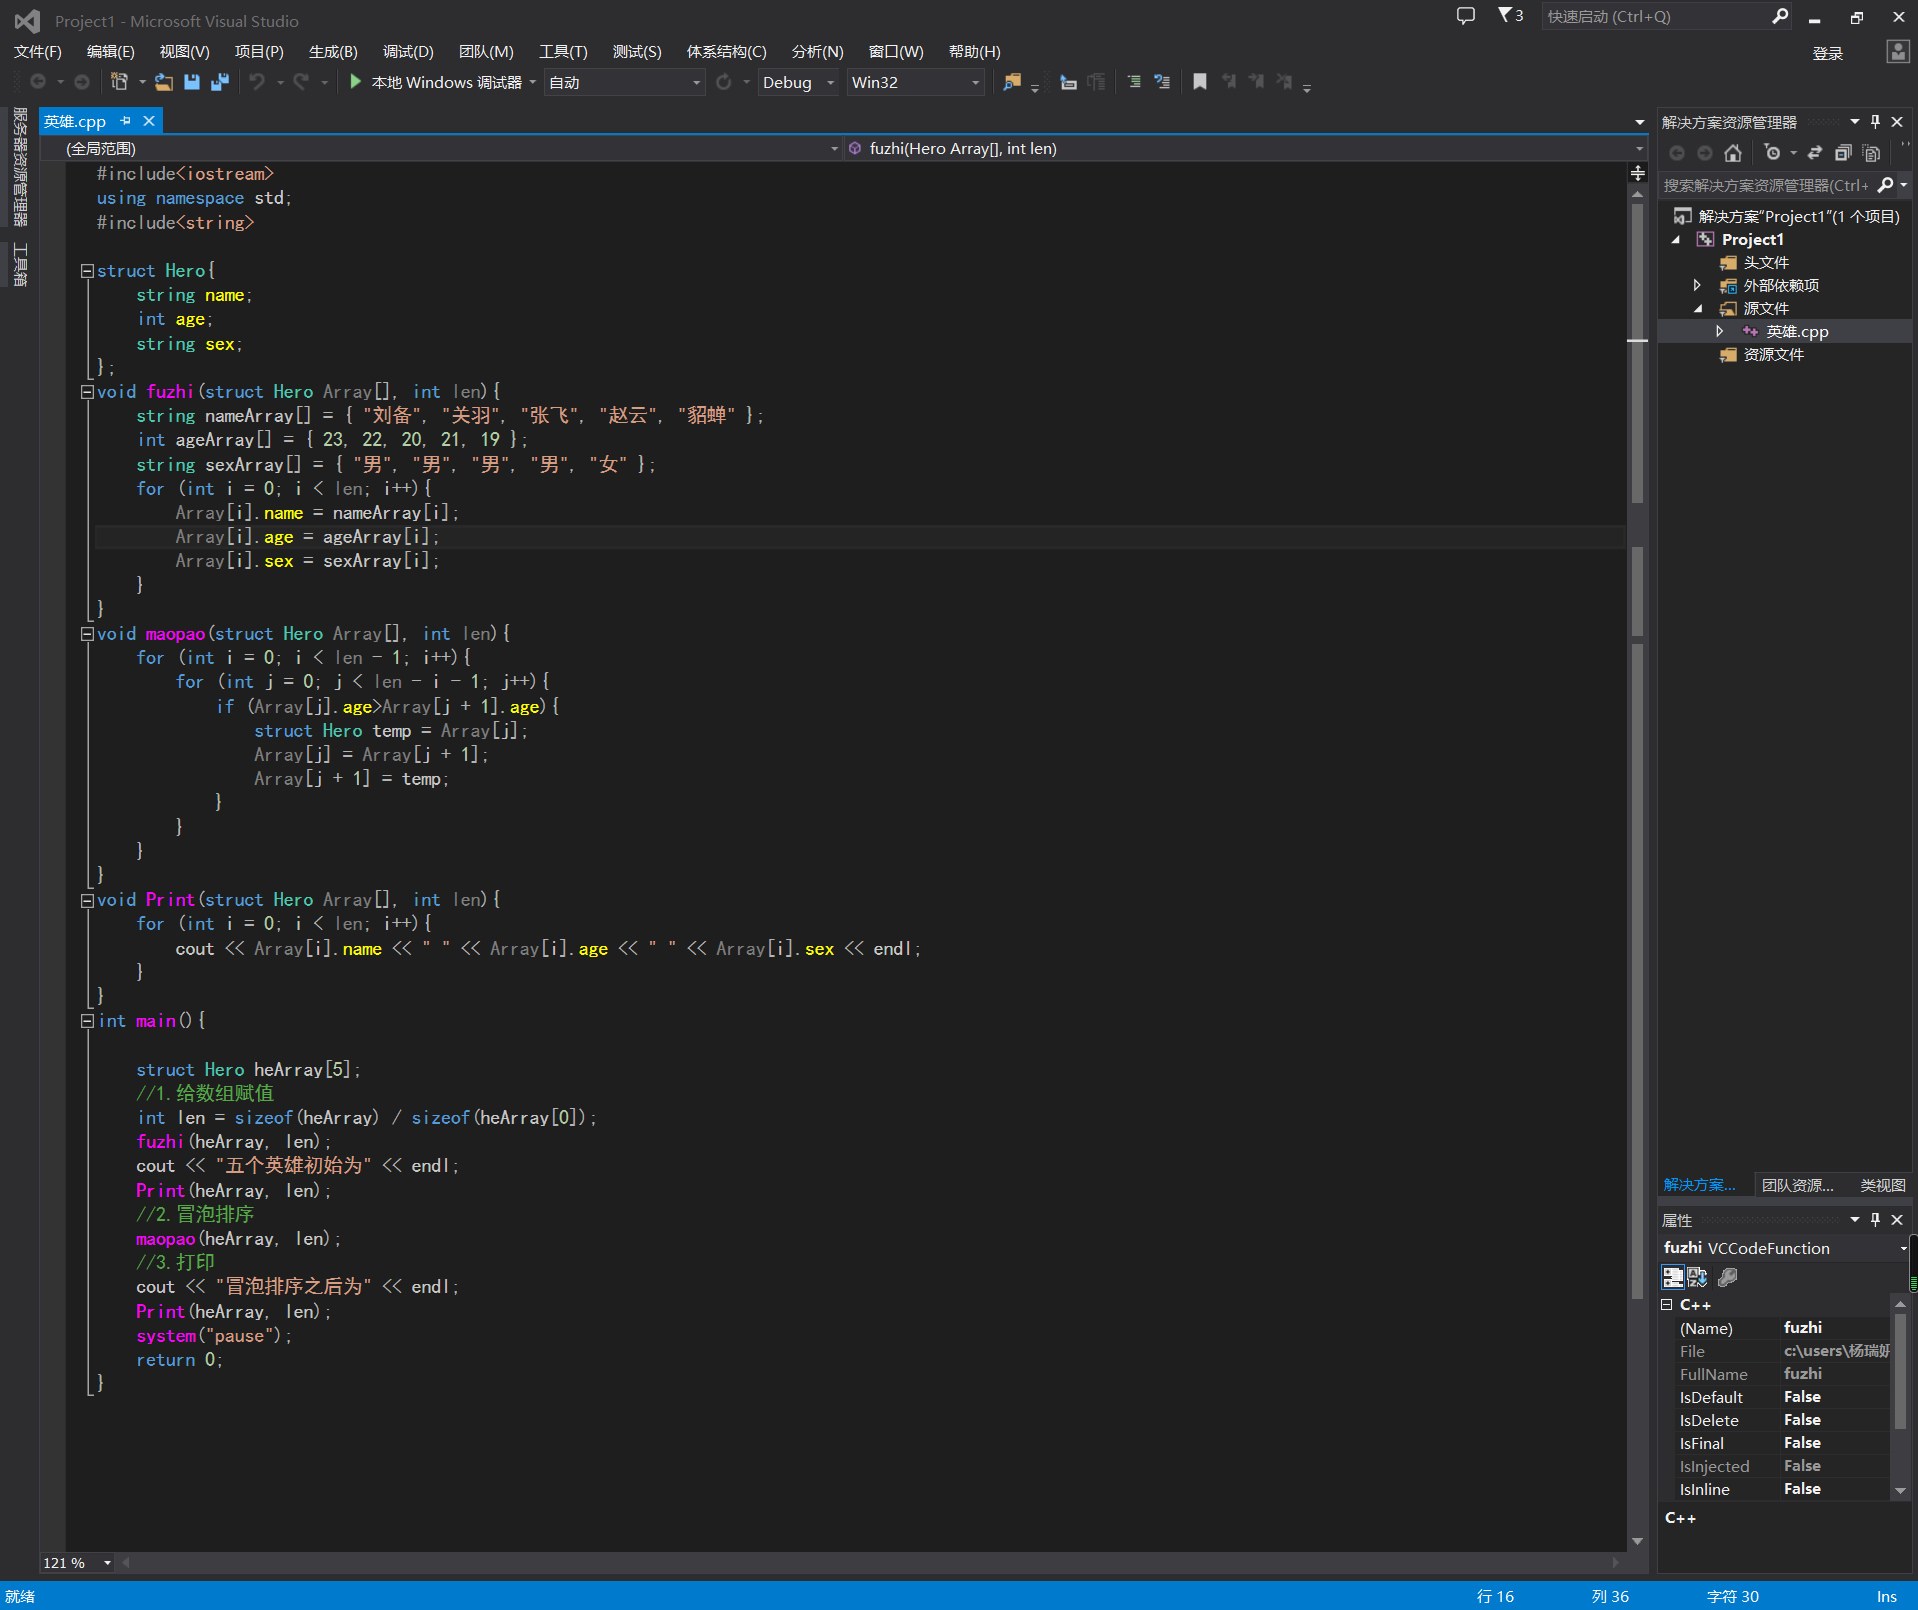 Project1 - Microsoft Visual Studio
3
快速启动 (Ctrl+Q)
文件(F) 编辑(E) 视图(V) 项目(P) 生成(B) 调试(D) 团队(M) 工具(T) 测试(S) 体系结构(C) 分析(N) 窗口(W) 帮助(H)
登录
本地 Windows 调试器 自动 Debug Win32
服务器资源管理器
工具箱
英雄.cpp
(全局范围) fuzhi(Hero Array[], int len)
#include<iostream>
using namespace std;
#include<string>
struct Hero{
    string name;
    int age;
    string sex;
};
void fuzhi(struct Hero Array[], int len){
    string nameArray[] = { "刘备", "关羽", "张飞", "赵云", "貂蝉" };
    int ageArray[] = { 23, 22, 20, 21, 19 };
    string sexArray[] = { "男", "男", "男", "男", "女" };
    for (int i = 0; i < len; i++){
        Array[i].name = nameArray[i];
        Array[i].age = ageArray[i];
        Array[i].sex = sexArray[i];
    }
}
void maopao(struct Hero Array[], int len){
    for (int i = 0; i < len - 1; i++){
        for (int j = 0; j < len - i - 1; j++){
            if (Array[j].age>Array[j + 1].age){
                struct Hero temp = Array[j];
                Array[j] = Array[j + 1];
                Array[j + 1] = temp;
            }
        }
    }
}
void Print(struct Hero Array[], int len){
    for (int i = 0; i < len; i++){
        cout << Array[i].name << " " << Array[i].age << " " << Array[i].sex << endl;
    }
}
int main(){
    struct Hero heArray[5];
    //1.给数组赋值
    int len = sizeof(heArray) / sizeof(heArray[0]);
    fuzhi(heArray, len);
    cout << "五个英雄初始为" << endl;
    Print(heArray, len);
    //2.冒泡排序
    maopao(heArray, len);
    //3.打印
    cout << "冒泡排序之后为" << endl;
    Print(heArray, len);
    system("pause");
    return 0;
}
121 %
解决方案资源管理器
搜索解决方案资源管理器(Ctrl+
解决方案"Project1"(1 个项目)
Project1
头文件
外部依赖项
源文件
英雄.cpp
资源文件
解决方案... 团队资源... 类视图
属性
fuzhi VCCodeFunction
C++
(Name) fuzhi
File c:\users\杨瑞妍
FullName fuzhi
IsDefault False
IsDelete False
IsFinal False
IsInjected False
IsInline False
C++
就绪 行 16 列 36 字符 30 Ins